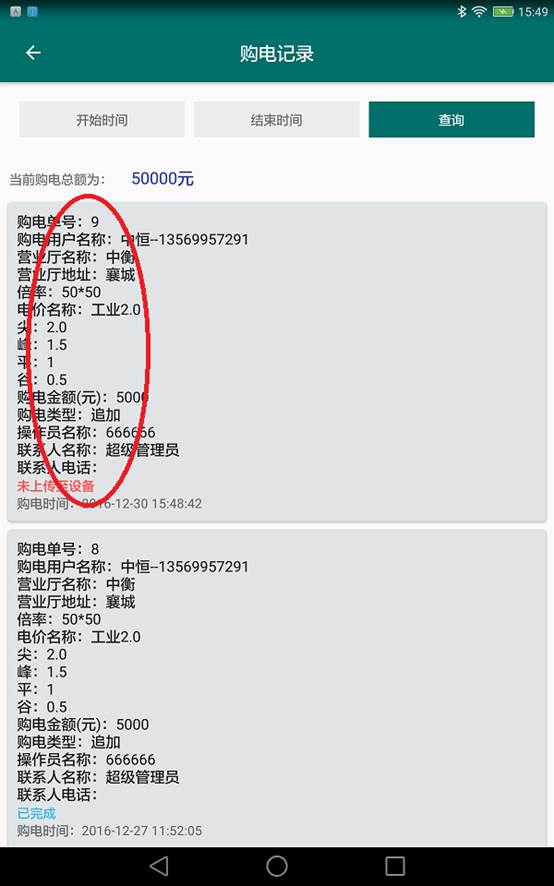 15:49
购电记录
开始时间 结束时间 查询
当前购电总额为： 50000元
购电单号：9
购电用户名称：中恒--13569957291
营业厅名称：中衡
营业厅地址：襄城
倍率：50*50
电价名称：工业2.0
尖：2.0
峰：1.5
平：1
谷：0.5
购电金额(元)：5000
购电类型：追加
操作员名称：666666
联系人名称：超级管理员
联系人电话：
未上传至设备
购电时间：2016-12-30 15:48:42
购电单号：8
购电用户名称：中恒--13569957291
营业厅名称：中衡
营业厅地址：襄城
倍率：50*50
电价名称：工业2.0
尖：2.0
峰：1.5
平：1
谷：0.5
购电金额(元)：5000
购电类型：追加
操作员名称：666666
联系人名称：超级管理员
联系人电话：
已完成
购电时间：2016-12-27 11:52:05